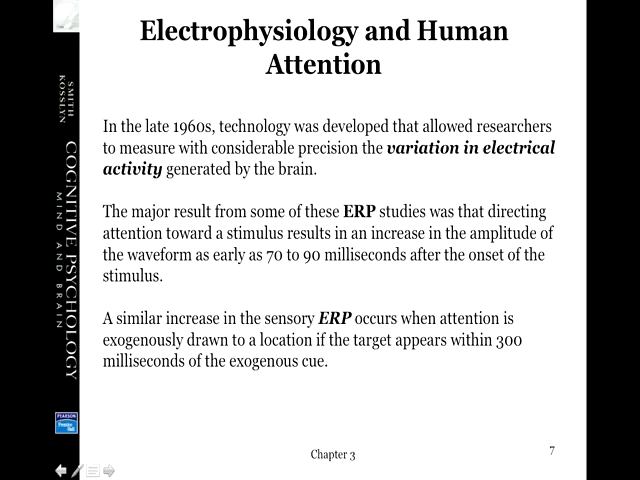 Electrophysiology and Human
Attention
In the late 1960s, technology was developed that allowed researchers
to measure with considerable precision the variation in electrical
activity generated by the brain.
The major result from some of these ERP studies was that directing
attention toward a stimulus results in an increase in the amplitude of
the waveform as early as 70 to 90 milliseconds after the onset of the
stimulus.
A similar increase in the sensory ERP occurs when attention is
exogenously drawn to a location if the target appears within 300
milliseconds of the exogenous cue.
SMITH
KOSSLYN
COGNITIVE PSYCHOLOGY
MIND AND BRAIN
PEARSON
Prentice
Hall
Chapter 3
7